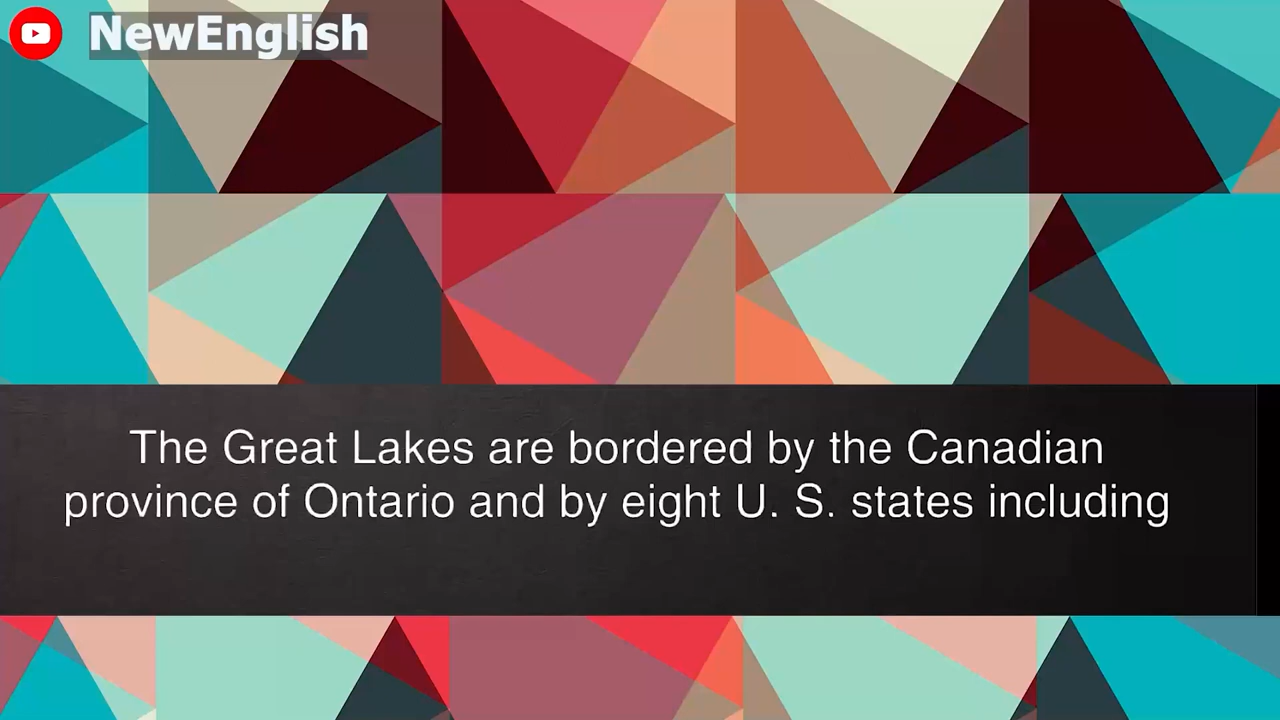 NewEnglish
The Great Lakes are bordered by the Canadian
province of Ontario and by eight U. S. states including